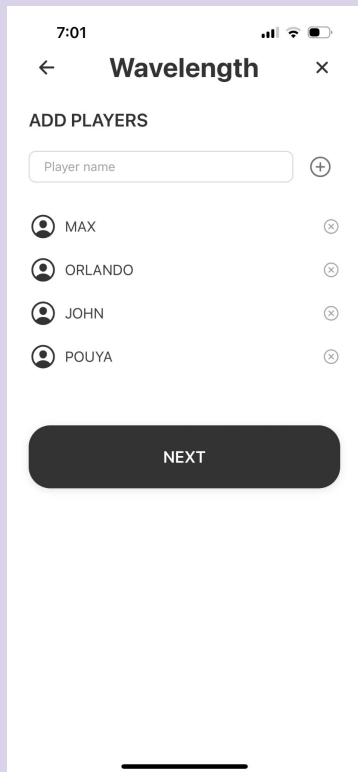 7:01
Wavelength
ADD PLAYERS
Player name
MAX
ORLANDO
JOHN
POUYA
NEXT